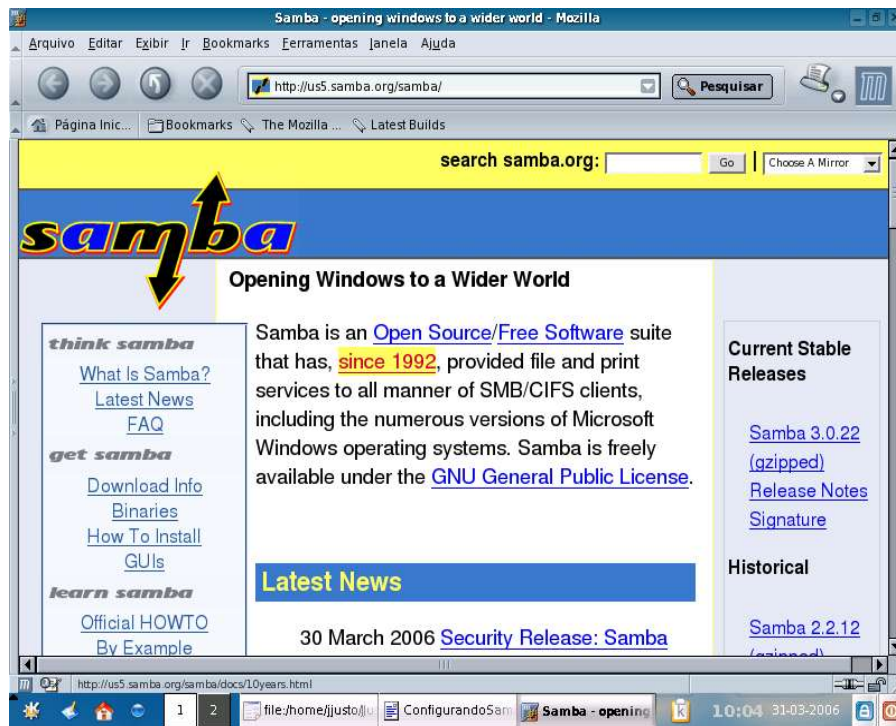 Samba - opening windows to a wider world - Mozilla
Arquivo Editar Exibir Ir Bookmarks Ferramentas Janela Ajuda
http://us5.samba.org/samba/
Pesquisar
Página Inic... Bookmarks The Mozilla ... Latest Builds
search samba.org: Go | Choose A Mirror
samba
Opening Windows to a Wider World
think samba
What Is Samba?
Latest News
FAQ
get samba
Download Info
Binaries
How To Install
GUIs
learn samba
Official HOWTO
By Example
Samba is an Open Source/Free Software suite
that has, since 1992, provided file and print
services to all manner of SMB/CIFS clients,
including the numerous versions of Microsoft
Windows operating systems. Samba is freely
available under the GNU General Public License.
Latest News
30 March 2006 Security Release: Samba
Current Stable
Releases
Samba 3.0.22
(gzipped)
Release Notes
Signature
Historical
Samba 2.2.12
(gzipped)
http://us5.samba.org/samba/docs/10years.html
1 2 file:/home/jjusto/ju ConfigurandoSam Samba - opening 10:04 31-03-2006